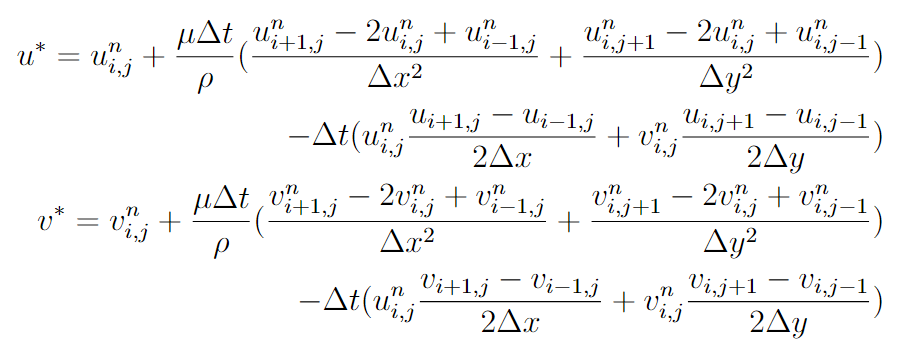 u^* = u^n_{i,j} + \frac{\mu\Delta t}{\rho}(\frac{u^n_{i+1,j} - 2u^n_{i,j} + u^n_{i-1,j}}{\Delta x^2} + \frac{u^n_{i,j+1} - 2u^n_{i,j} + u^n_{i,j-1}}{\Delta y^2})
-\Delta t(u^n_{i,j}\frac{u_{i+1,j} - u_{i-1,j}}{2\Delta x} + v^n_{i,j}\frac{u_{i,j+1} - u_{i,j-1}}{2\Delta y})
v^* = v^n_{i,j} + \frac{\mu\Delta t}{\rho}(\frac{v^n_{i+1,j} - 2v^n_{i,j} + v^n_{i-1,j}}{\Delta x^2} + \frac{v^n_{i,j+1} - 2v^n_{i,j} + v^n_{i,j-1}}{\Delta y^2})
-\Delta t(u^n_{i,j}\frac{v_{i+1,j} - v_{i-1,j}}{2\Delta x} + v^n_{i,j}\frac{v_{i,j+1} - v_{i,j-1}}{2\Delta y})